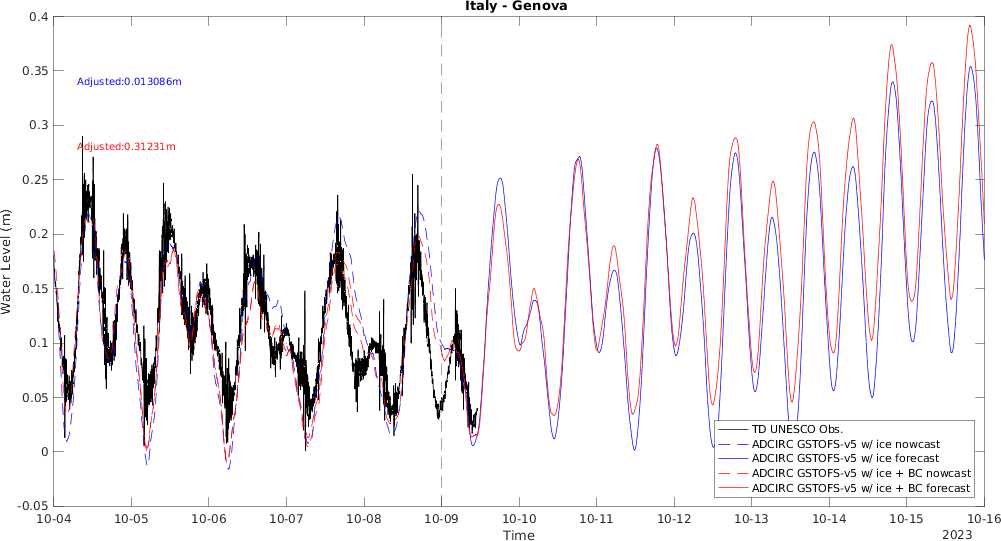 Italy - Genova
0.4
0.35
0.3
0.25
0.2
0.15
0.1
0.05
0
-0.05
Water Level (m)
Adjusted:0.013086m
Adjusted:0.31231m
TD UNESCO Obs.
ADCIRC GSTOFS-v5 w/ ice nowcast
ADCIRC GSTOFS-v5 w/ ice forecast
ADCIRC GSTOFS-v5 w/ ice + BC nowcast
ADCIRC GSTOFS-v5 w/ ice + BC forecast
10-04 10-05 10-06 10-07 10-08 10-09 10-10 10-11 10-12 10-13 10-14 10-15 10-16
Time
2023